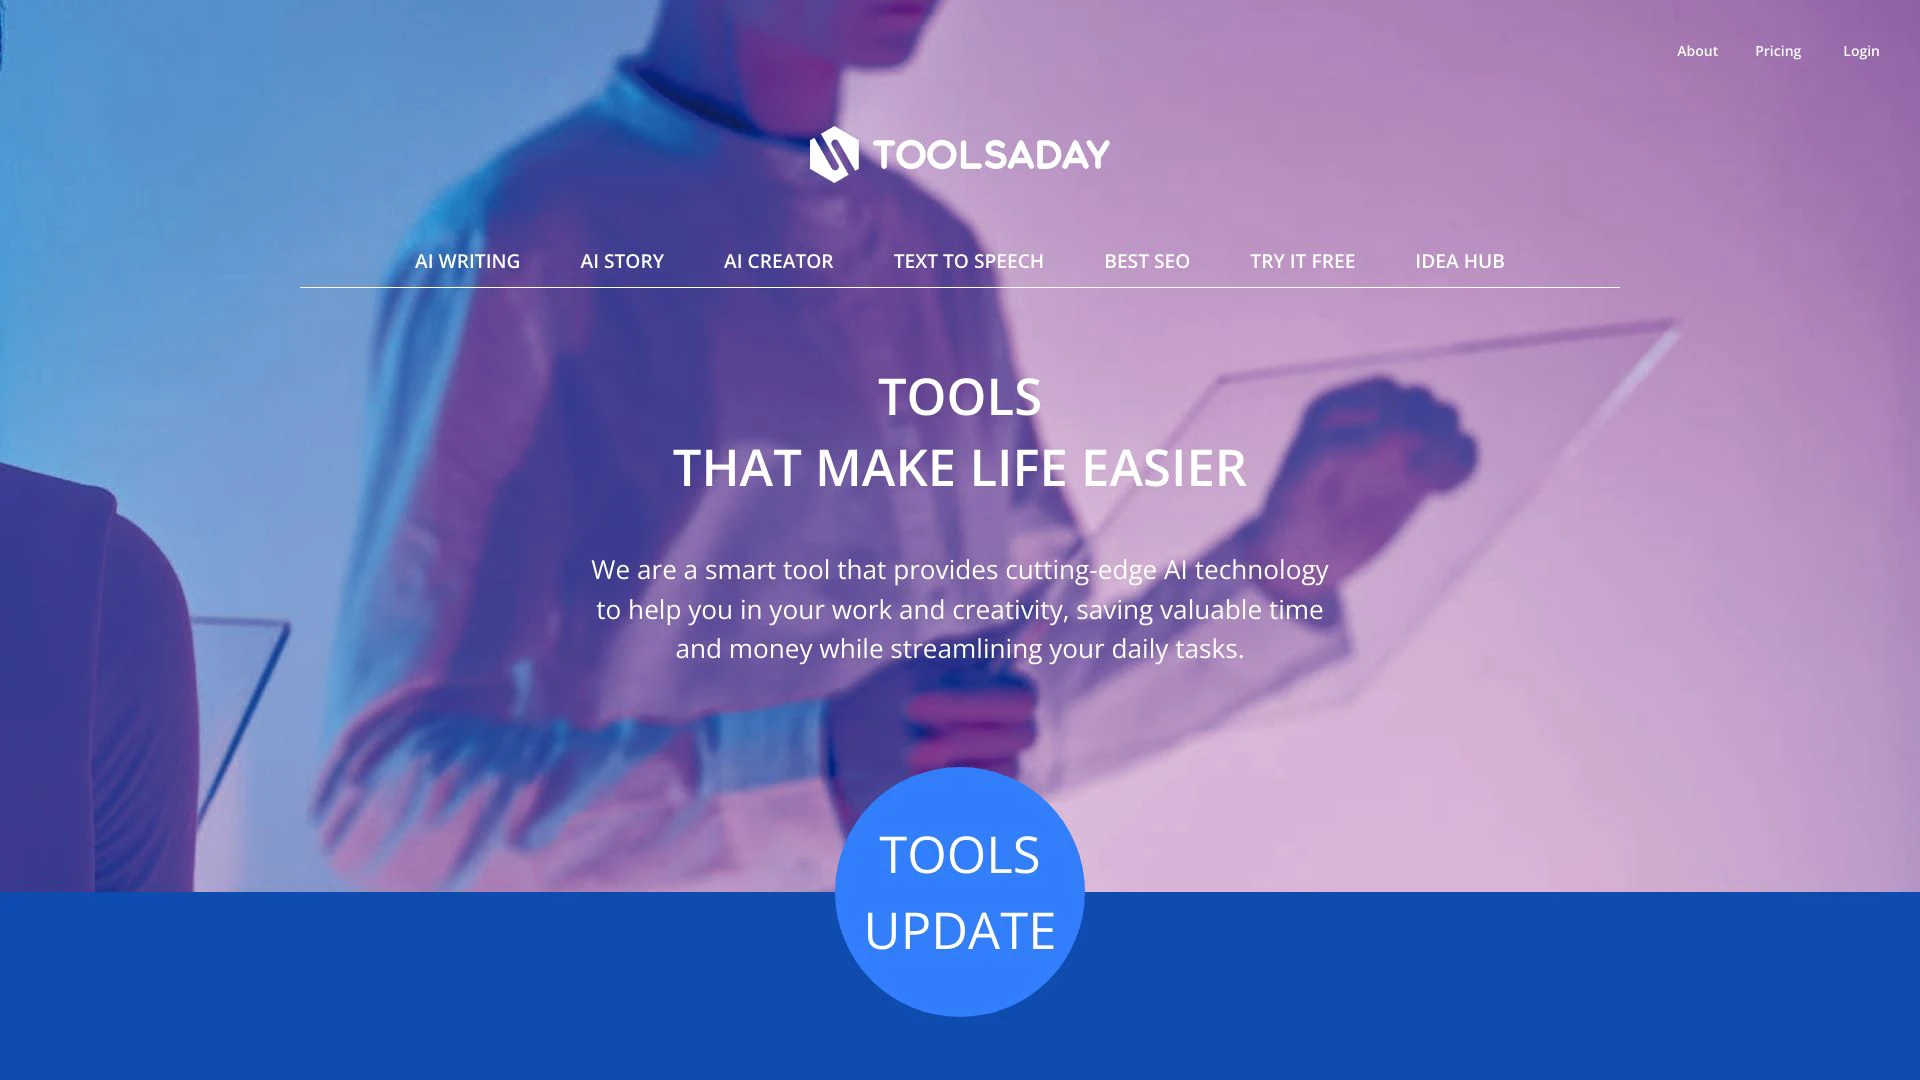 About Pricing Login
TOOLSADAY
AI WRITING AI STORY AI CREATOR TEXT TO SPEECH BEST SEO TRY IT FREE IDEA HUB
TOOLS
THAT MAKE LIFE EASIER
We are a smart tool that provides cutting-edge AI technology
to help you in your work and creativity, saving valuable time
and money while streamlining your daily tasks.
TOOLS
UPDATE